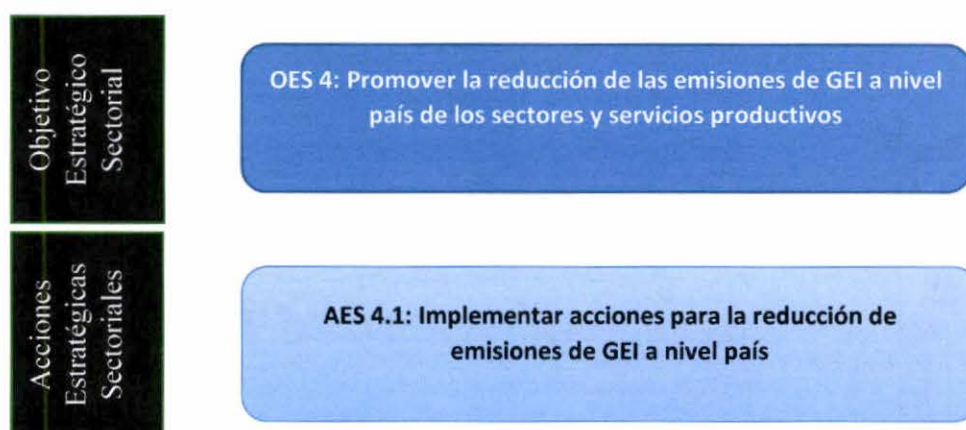 Objetivo
Estratégico
Sectorial
OES 4: Promover la reducción de las emisiones de GEI a nivel
país de los sectores y servicios productivos
Acciones
Estratégicas
Sectoriales
AES 4.1: Implementar acciones para la reducción de
emisiones de GEI a nivel país